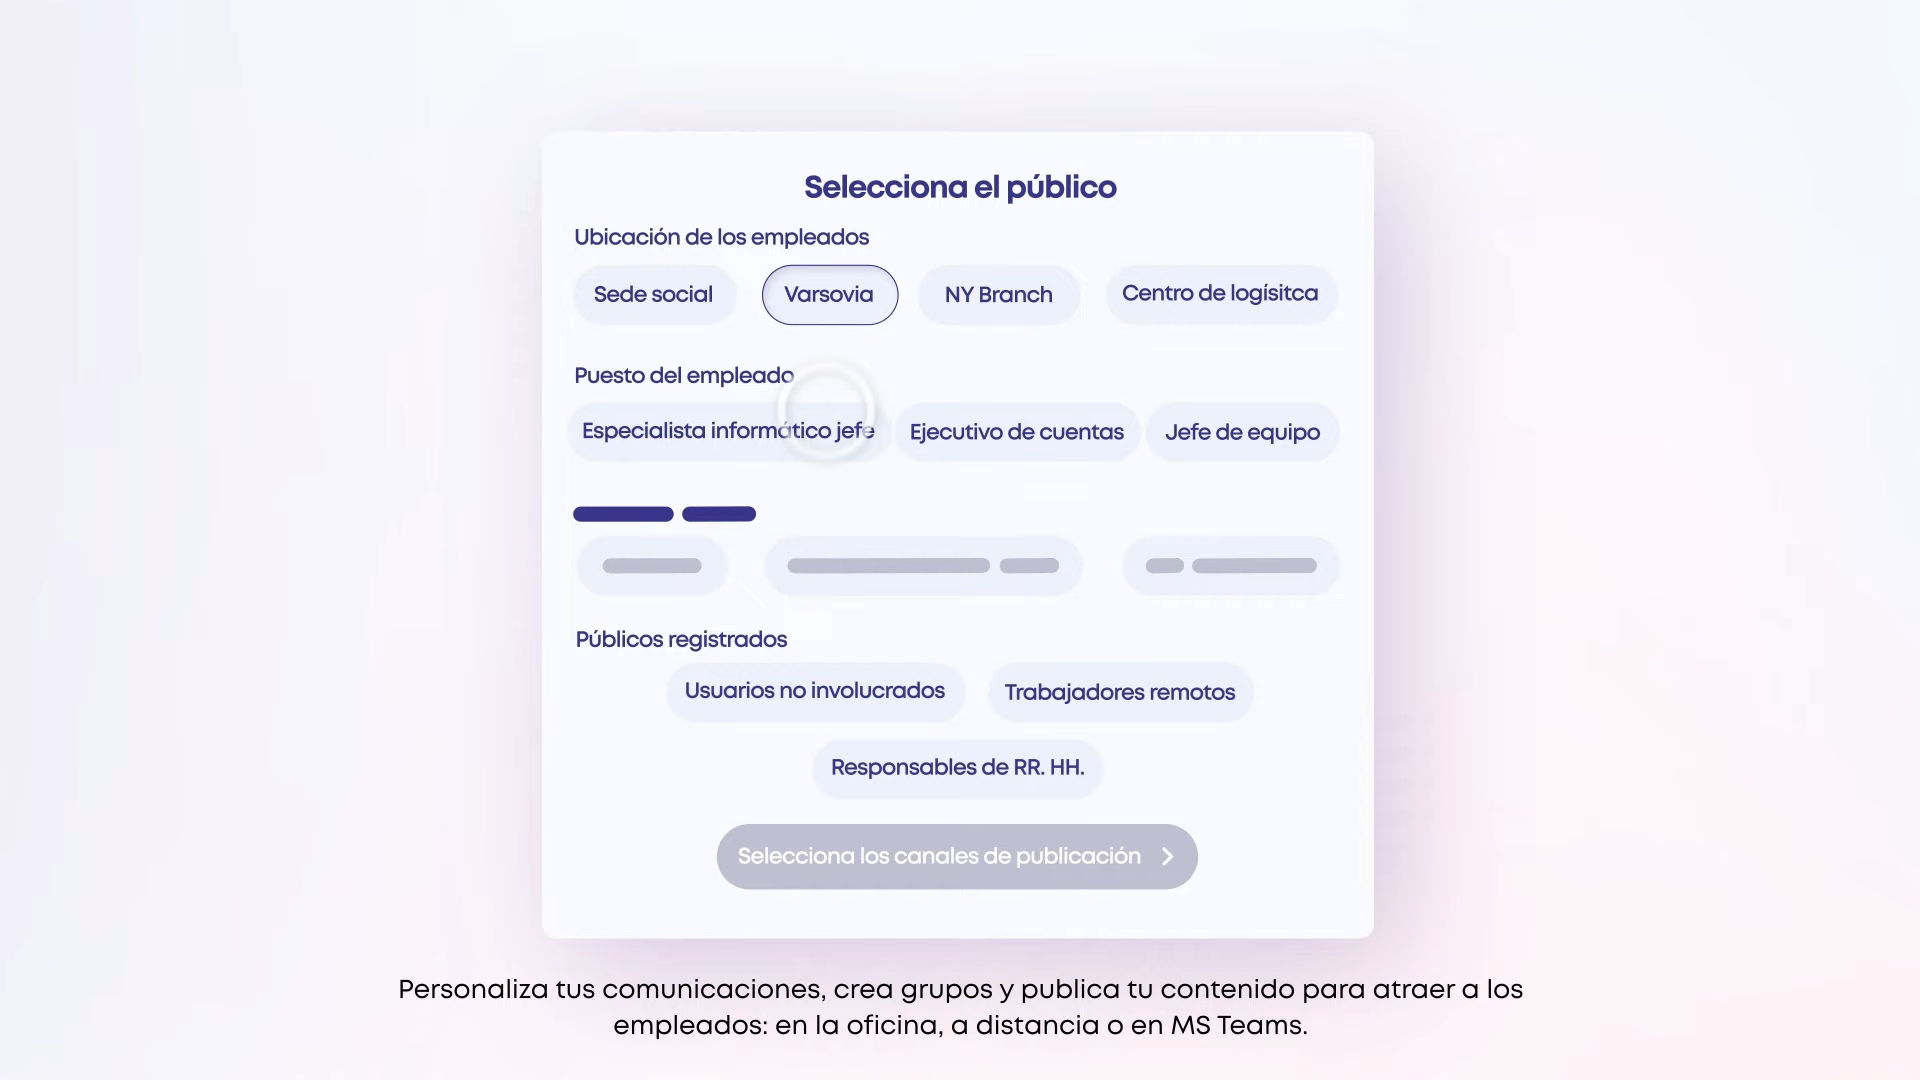 Selecciona el público
Ubicación de los empleados
Sede social
Varsovia
NY Branch
Centro de logísitca
Puesto del empleado
Especialista informático jefe
Ejecutivo de cuentas
Jefe de equipo
Públicos registrados
Usuarios no involucrados
Trabajadores remotos
Responsables de RR. HH.
Selecciona los canales de publicación
Personaliza tus comunicaciones, crea grupos y publica tu contenido para atraer a los
empleados: en la oficina, a distancia o en MS Teams.